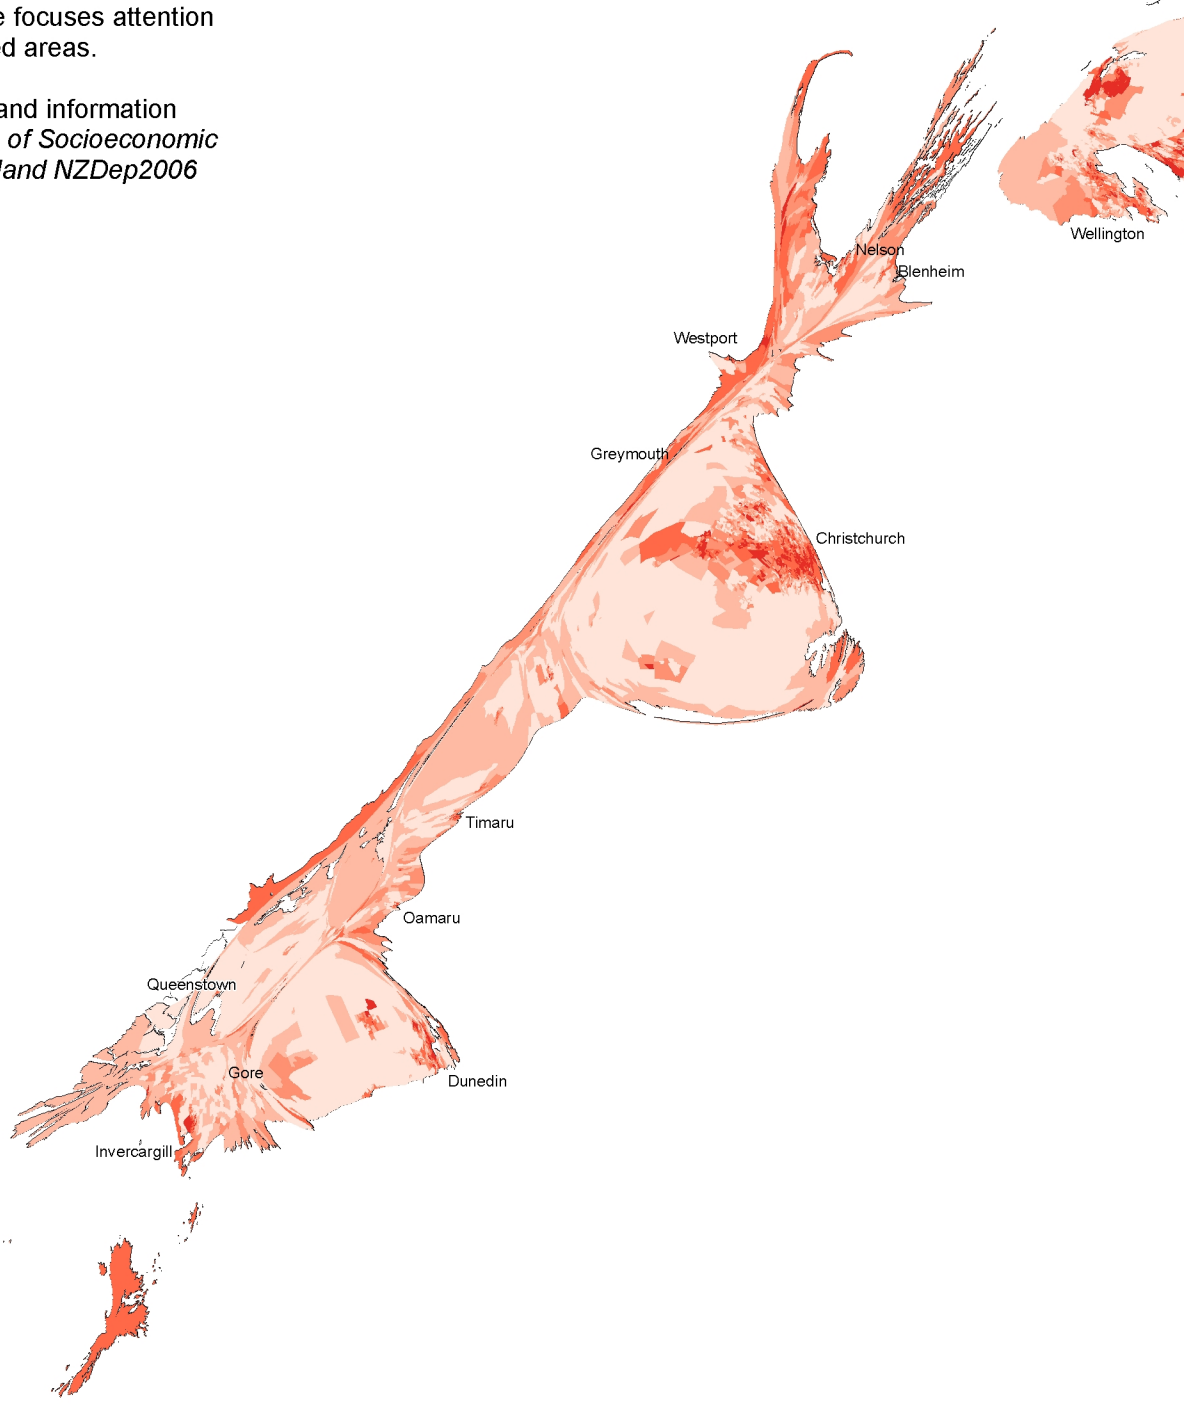 e focuses attention
ed areas.
and information
of Socioeconomic
land NZDep2006
Wellington
Nelson
Blenheim
Westport
Greymouth
Christchurch
Timaru
Oamaru
Queenstown
Gore
Dunedin
Invercargill